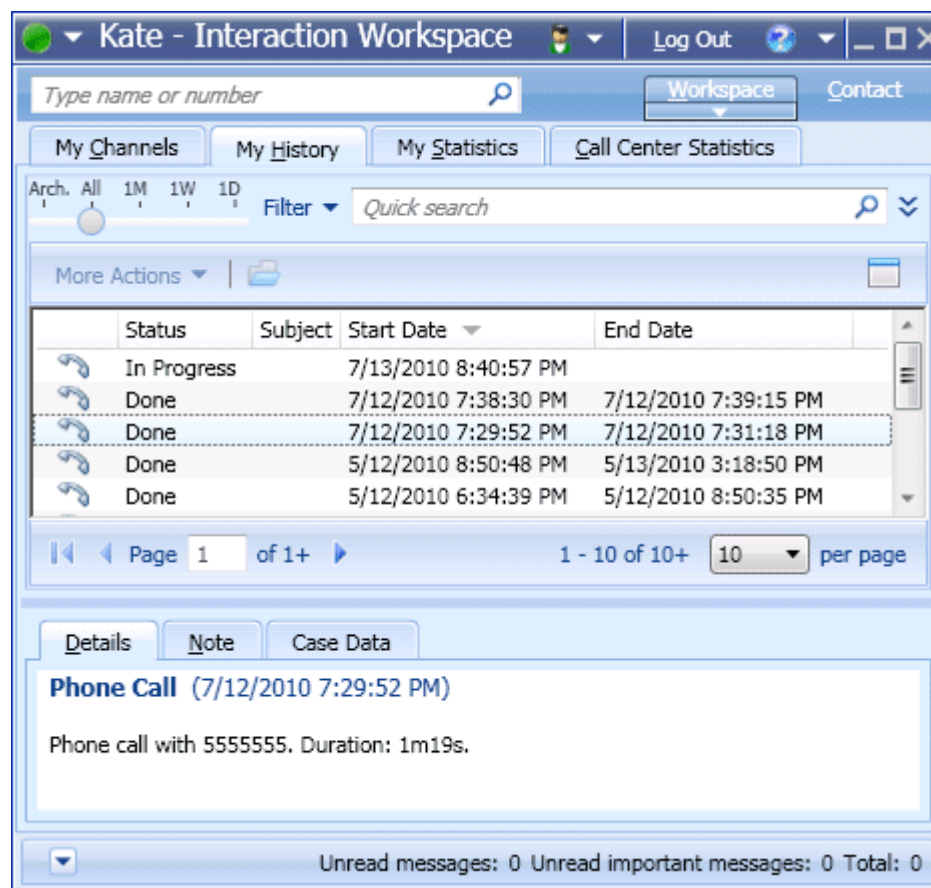 Kate - Interaction Workspace Log Out
Type name or number Workspace Contact
My Channels My History My Statistics Call Center Statistics
Arch. All 1M 1W 1D Filter Quick search
More Actions
Status Subject Start Date End Date
In Progress 7/13/2010 8:40:57 PM
Done 7/12/2010 7:38:30 PM 7/12/2010 7:39:15 PM
Done 7/12/2010 7:29:52 PM 7/12/2010 7:31:18 PM
Done 5/12/2010 8:50:48 PM 5/13/2010 3:18:50 PM
Done 5/12/2010 6:34:39 PM 5/12/2010 8:50:35 PM
Page 1 of 1+ 1 - 10 of 10+ 10 per page
Details Note Case Data
Phone Call (7/12/2010 7:29:52 PM)
Phone call with 5555555. Duration: 1m19s.
Unread messages: 0 Unread important messages: 0 Total: 0